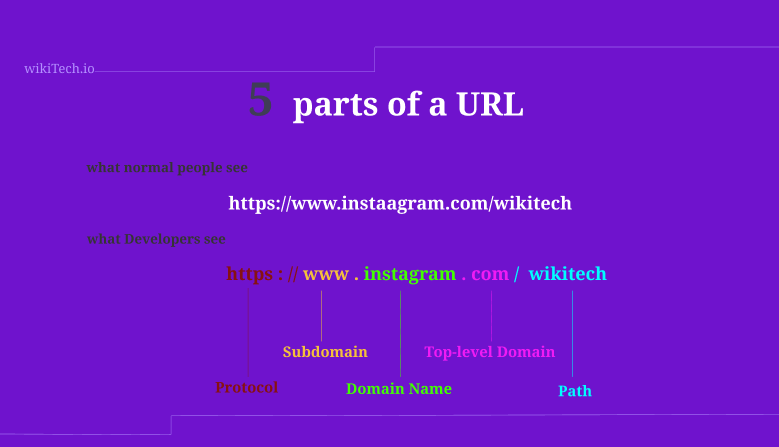 wikiTech.io
5 parts of a URL
what normal people see
https://www.instaagram.com/wikitech
what Developers see
https : // www . instagram . com / wikitech
Subdomain Top-level Domain
Protocol Domain Name Path